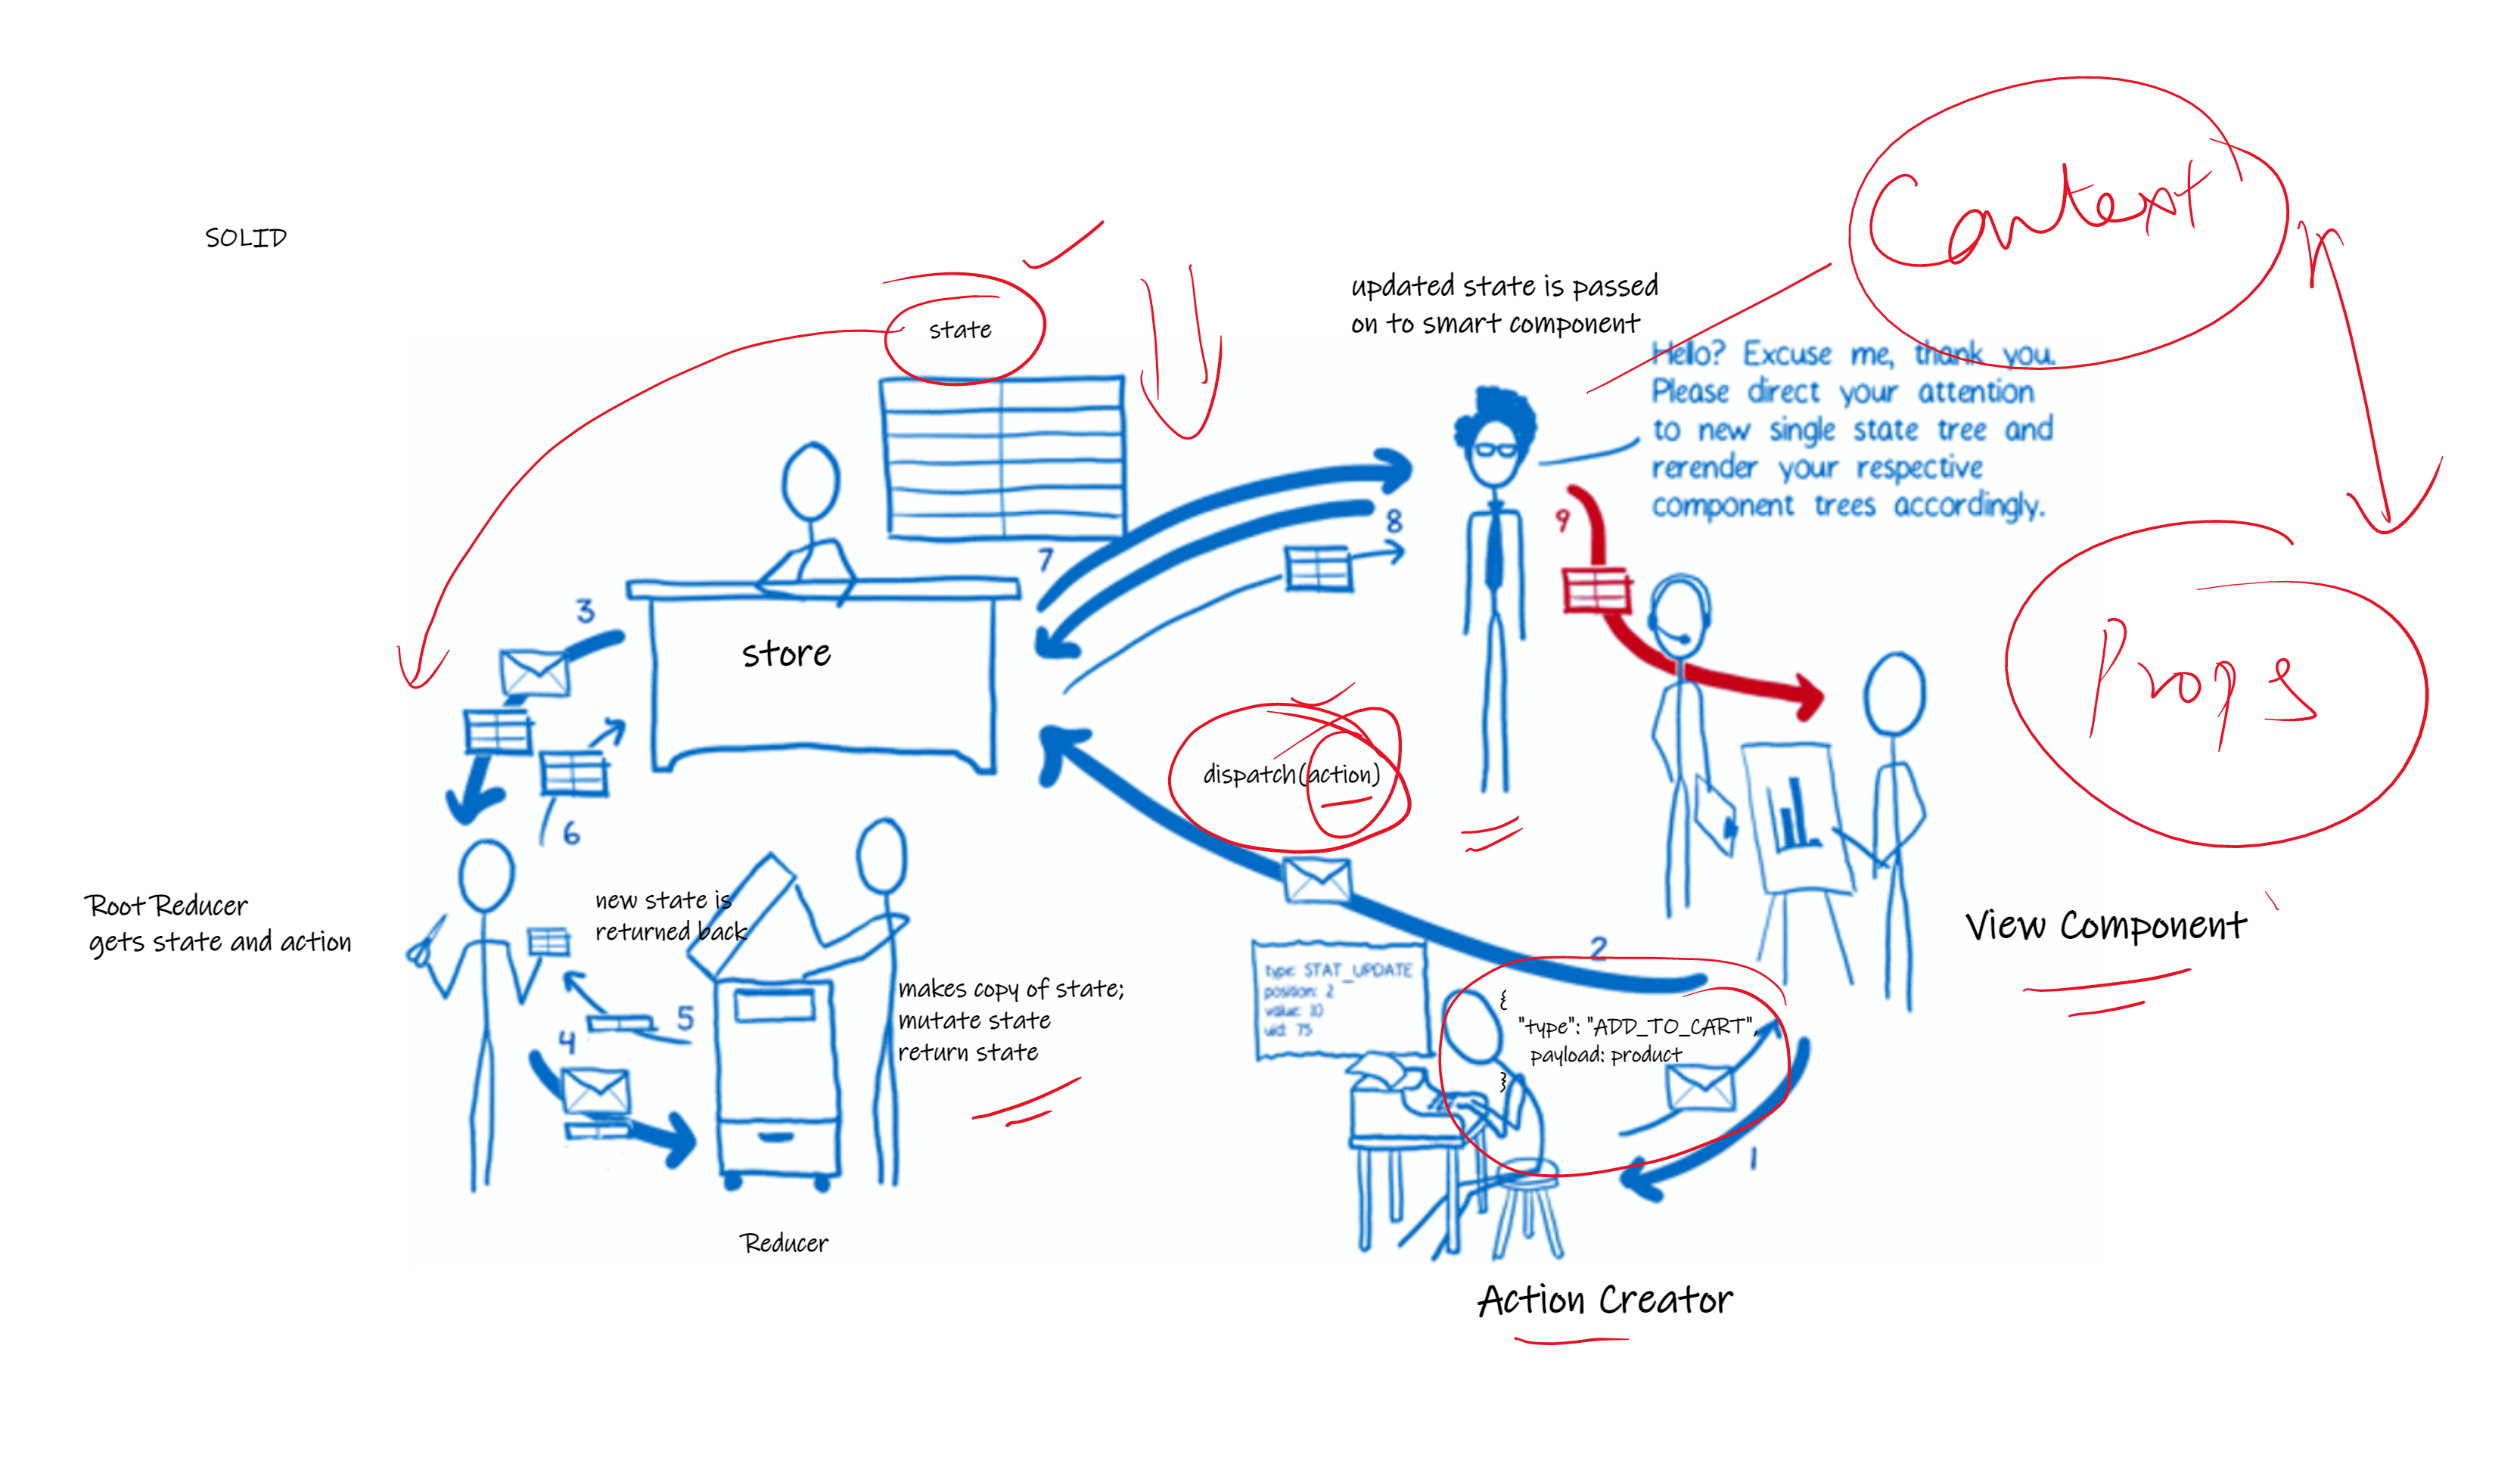 SOLID
state
updated state is passed
on to smart component
Context
Hello? Excuse me, thank you.
Please direct your attention
to new single state tree and
rerender your respective
component trees accordingly.
7
8
9
3
store
Props
dispatch(action)
6
Root Reducer
gets state and action
new state is
returned back
View Component
2
type: STAT_UPDATE
position: 2
value: 10
uid: 75
makes copy of state;
mutate state
return state
5
4
{
"type": "ADD_TO_CART",
payload: product
}
1
Reducer
Action Creator